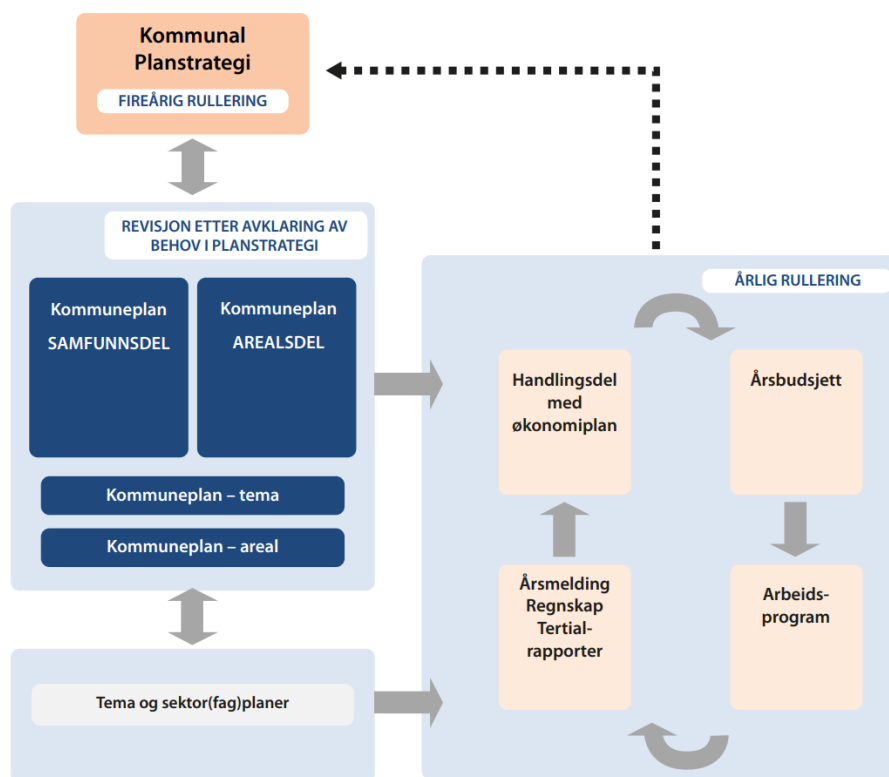 Kommunal
Planstrategi
FIREÅRIG RULLERING
REVISJON ETTER AVKLARING AV
BEHOV I PLANSTRATEGI
Kommuneplan
SAMFUNNSDEL
Kommuneplan
AREALSDEL
Kommuneplan – tema
Kommuneplan – areal
Tema og sektor(fag)planer
ÅRLIG RULLERING
Handlingsdel
med
økonomiplan
Årsbudsjett
Årsmelding
Regnskap
Tertial-
rapporter
Arbeids-
program